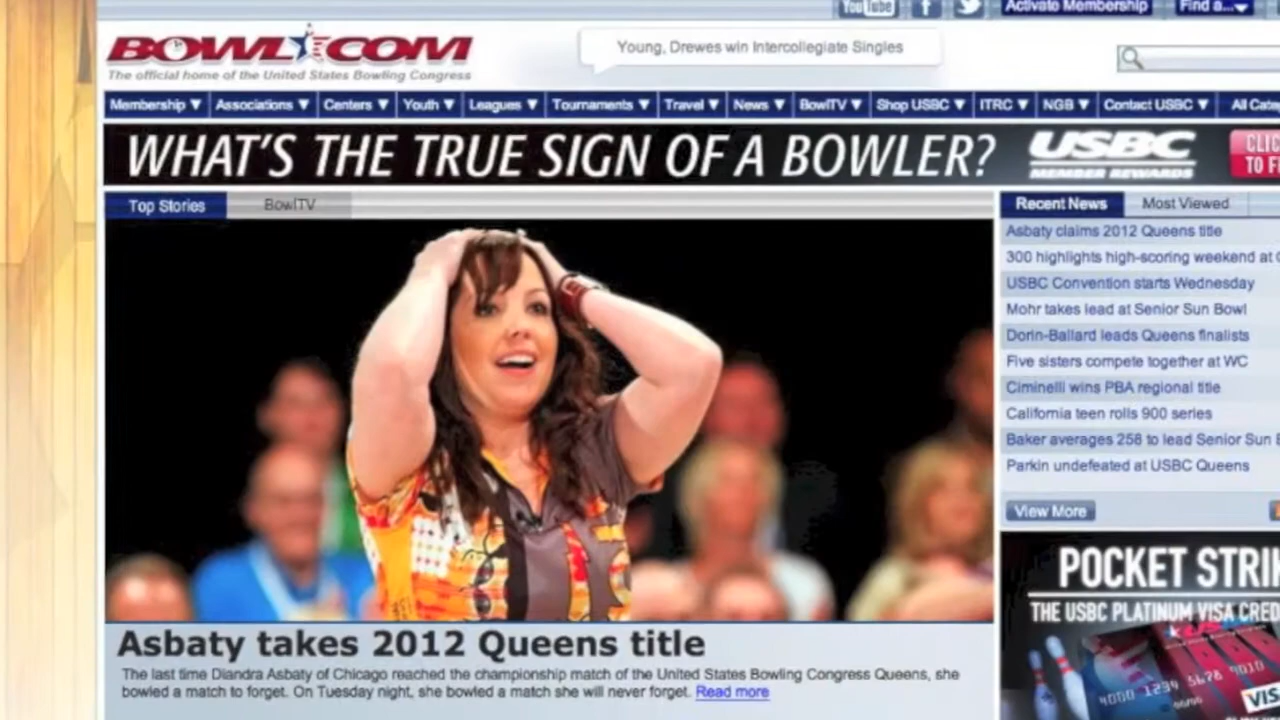 YouTube f Activate Membership Find a...
BOWL.COM
The official home of the United States Bowling Congress
Young, Drewes win Intercollegiate Singles
Membership Associations Centers Youth Leagues Tournaments Travel News BowlTV Shop USBC ITRC NGB Contact USBC All
WHAT'S THE TRUE SIGN OF A BOWLER?
USBC
MEMBER REWARDS
TO
Top Stories BowlTV
Recent News Most Viewed
Asbaty claims 2012 Queens title
300 highlights high-scoring weekend at
USBC Convention starts Wednesday
Mohr takes lead at Senior Sun Bowl
Dorin-Ballard leads Queens finalists
Five sisters compete together at WC
Ciminelli wins PBA regional title
California teen rolls 900 series
Baker averages 258 to lead Senior Sun
Parkin undefeated at USBC Queens
View More
Asbaty takes 2012 Queens title
The last time Diandra Asbaty of Chicago reached the championship match of the United States Bowling Congress Queens, she
bowled a match to forget. On Tuesday night, she bowled a match she will never forget. Read more
POCKET
THE USBC PLATINUM VISA
4000 1234 5678 9010
VISA